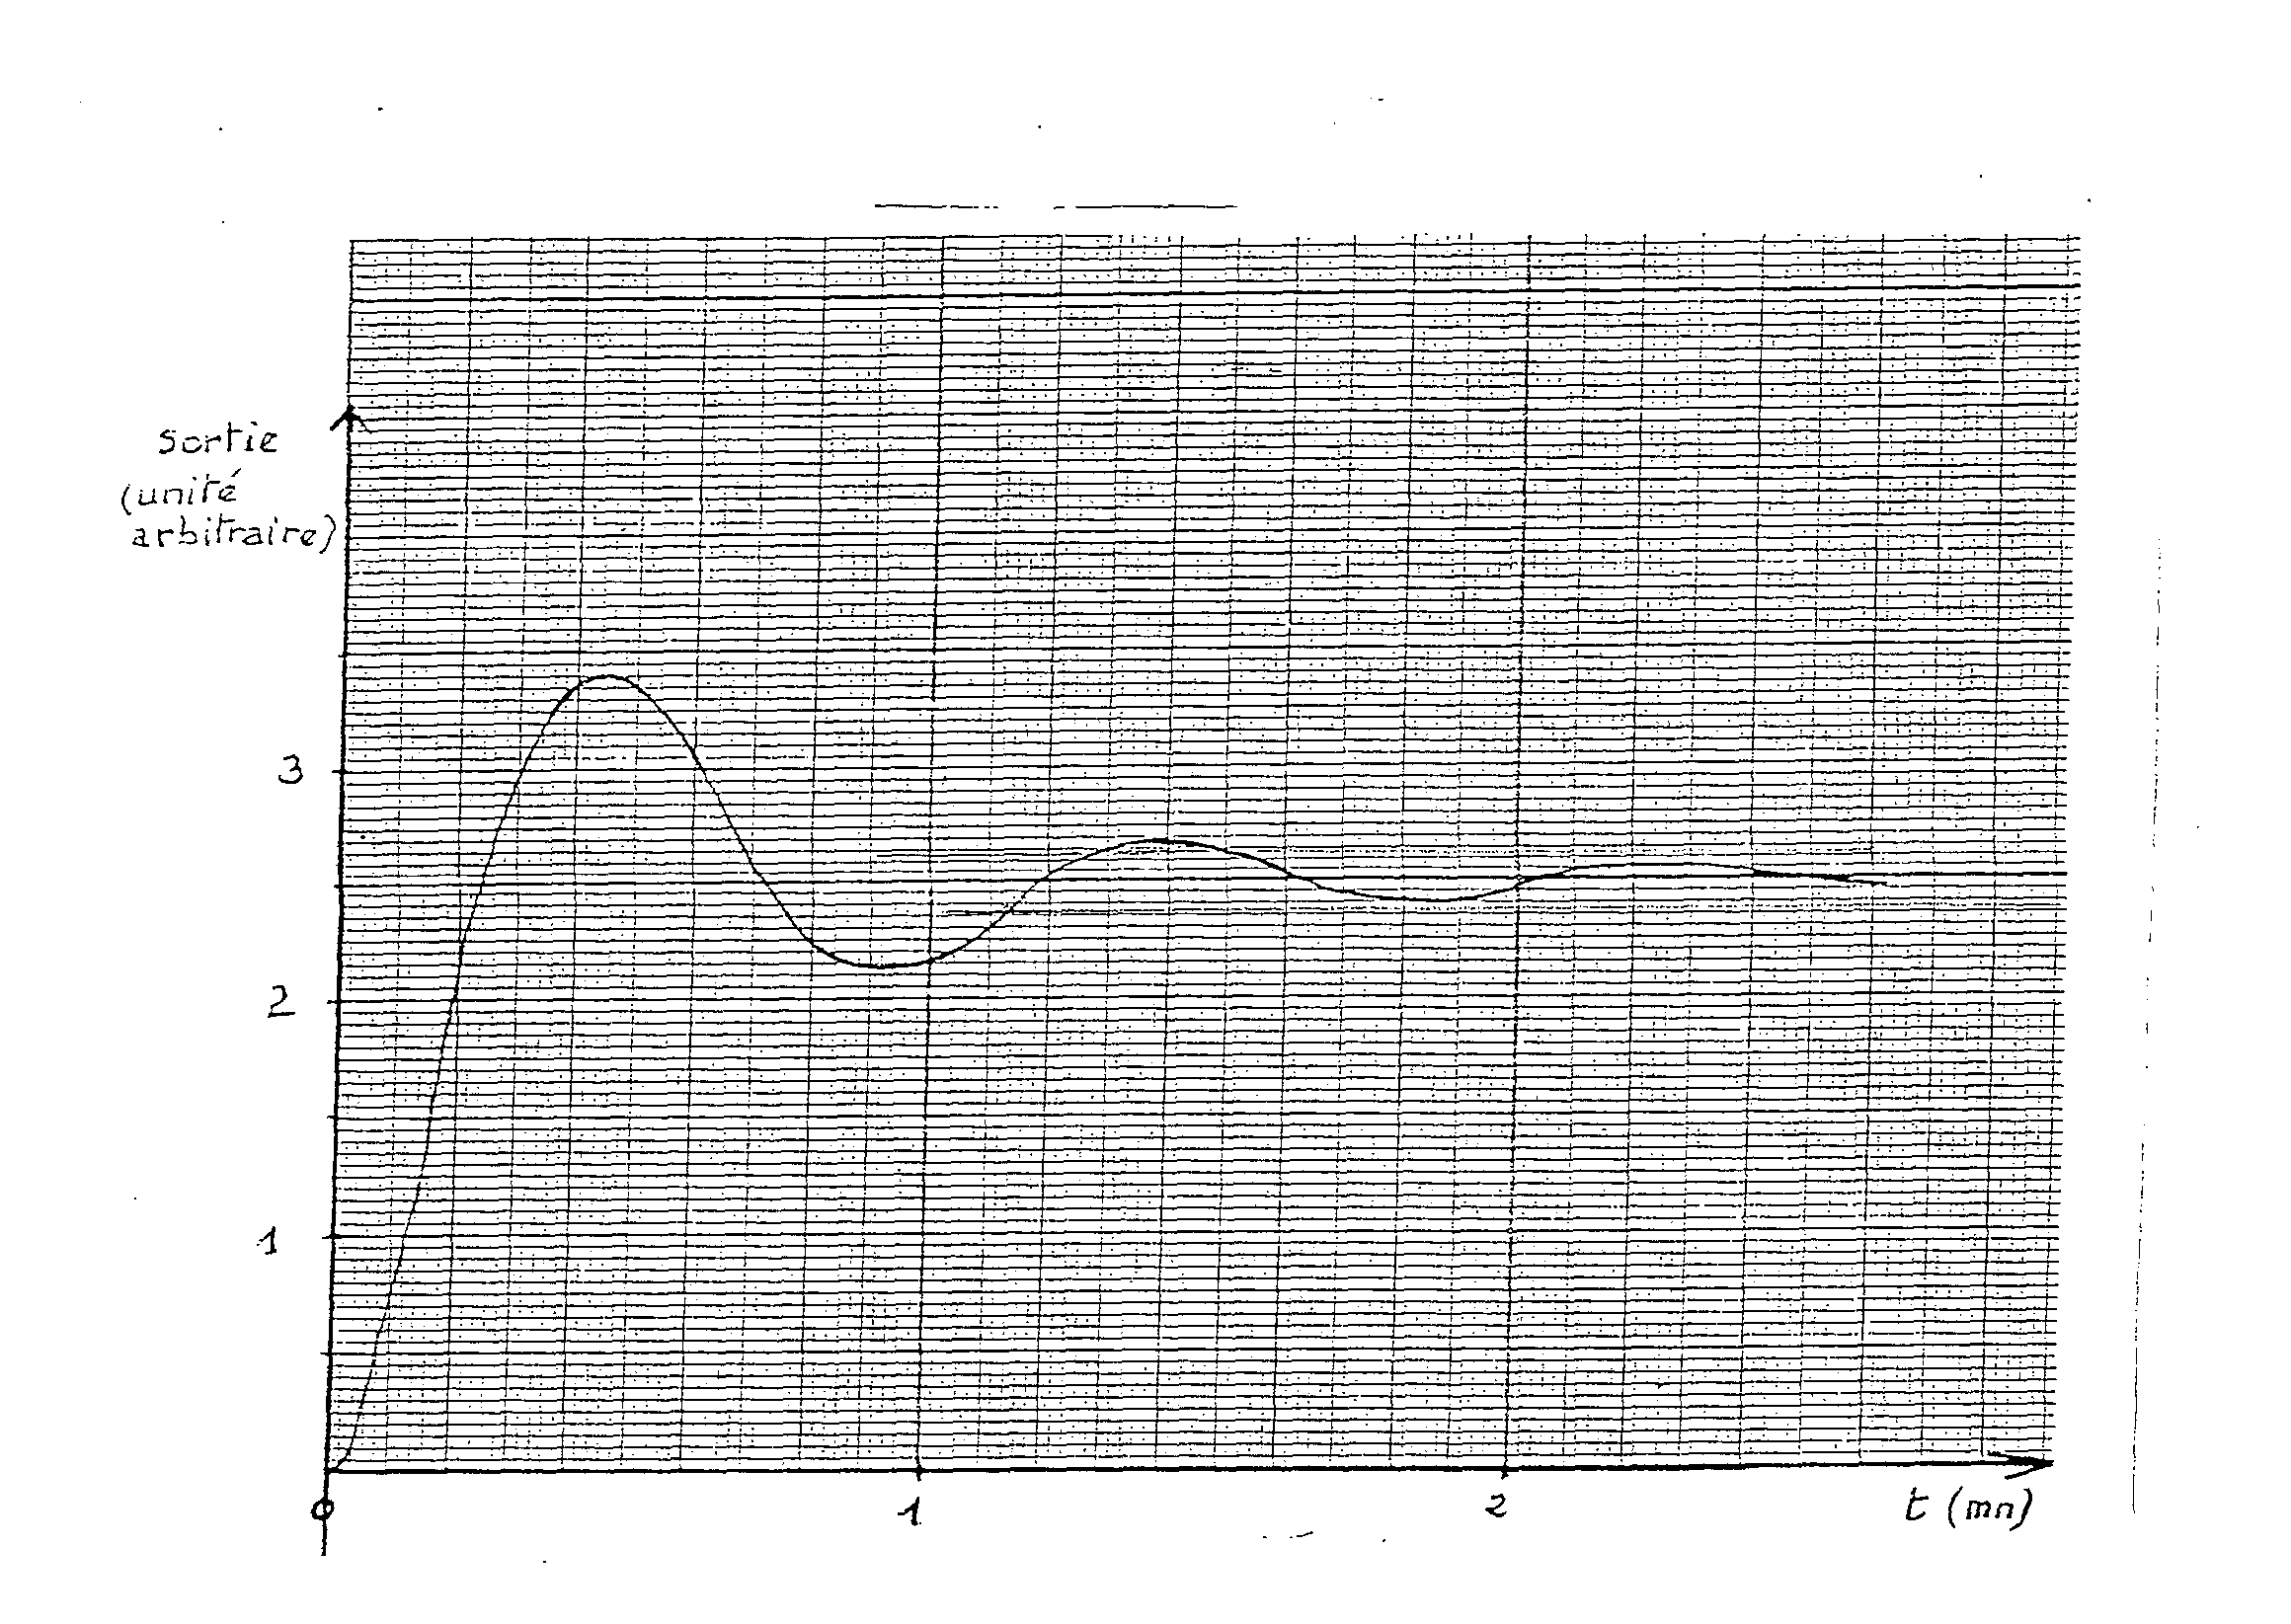 sortie
(unité
arbitraire)
3
2
1
0
1
2
t (mn)